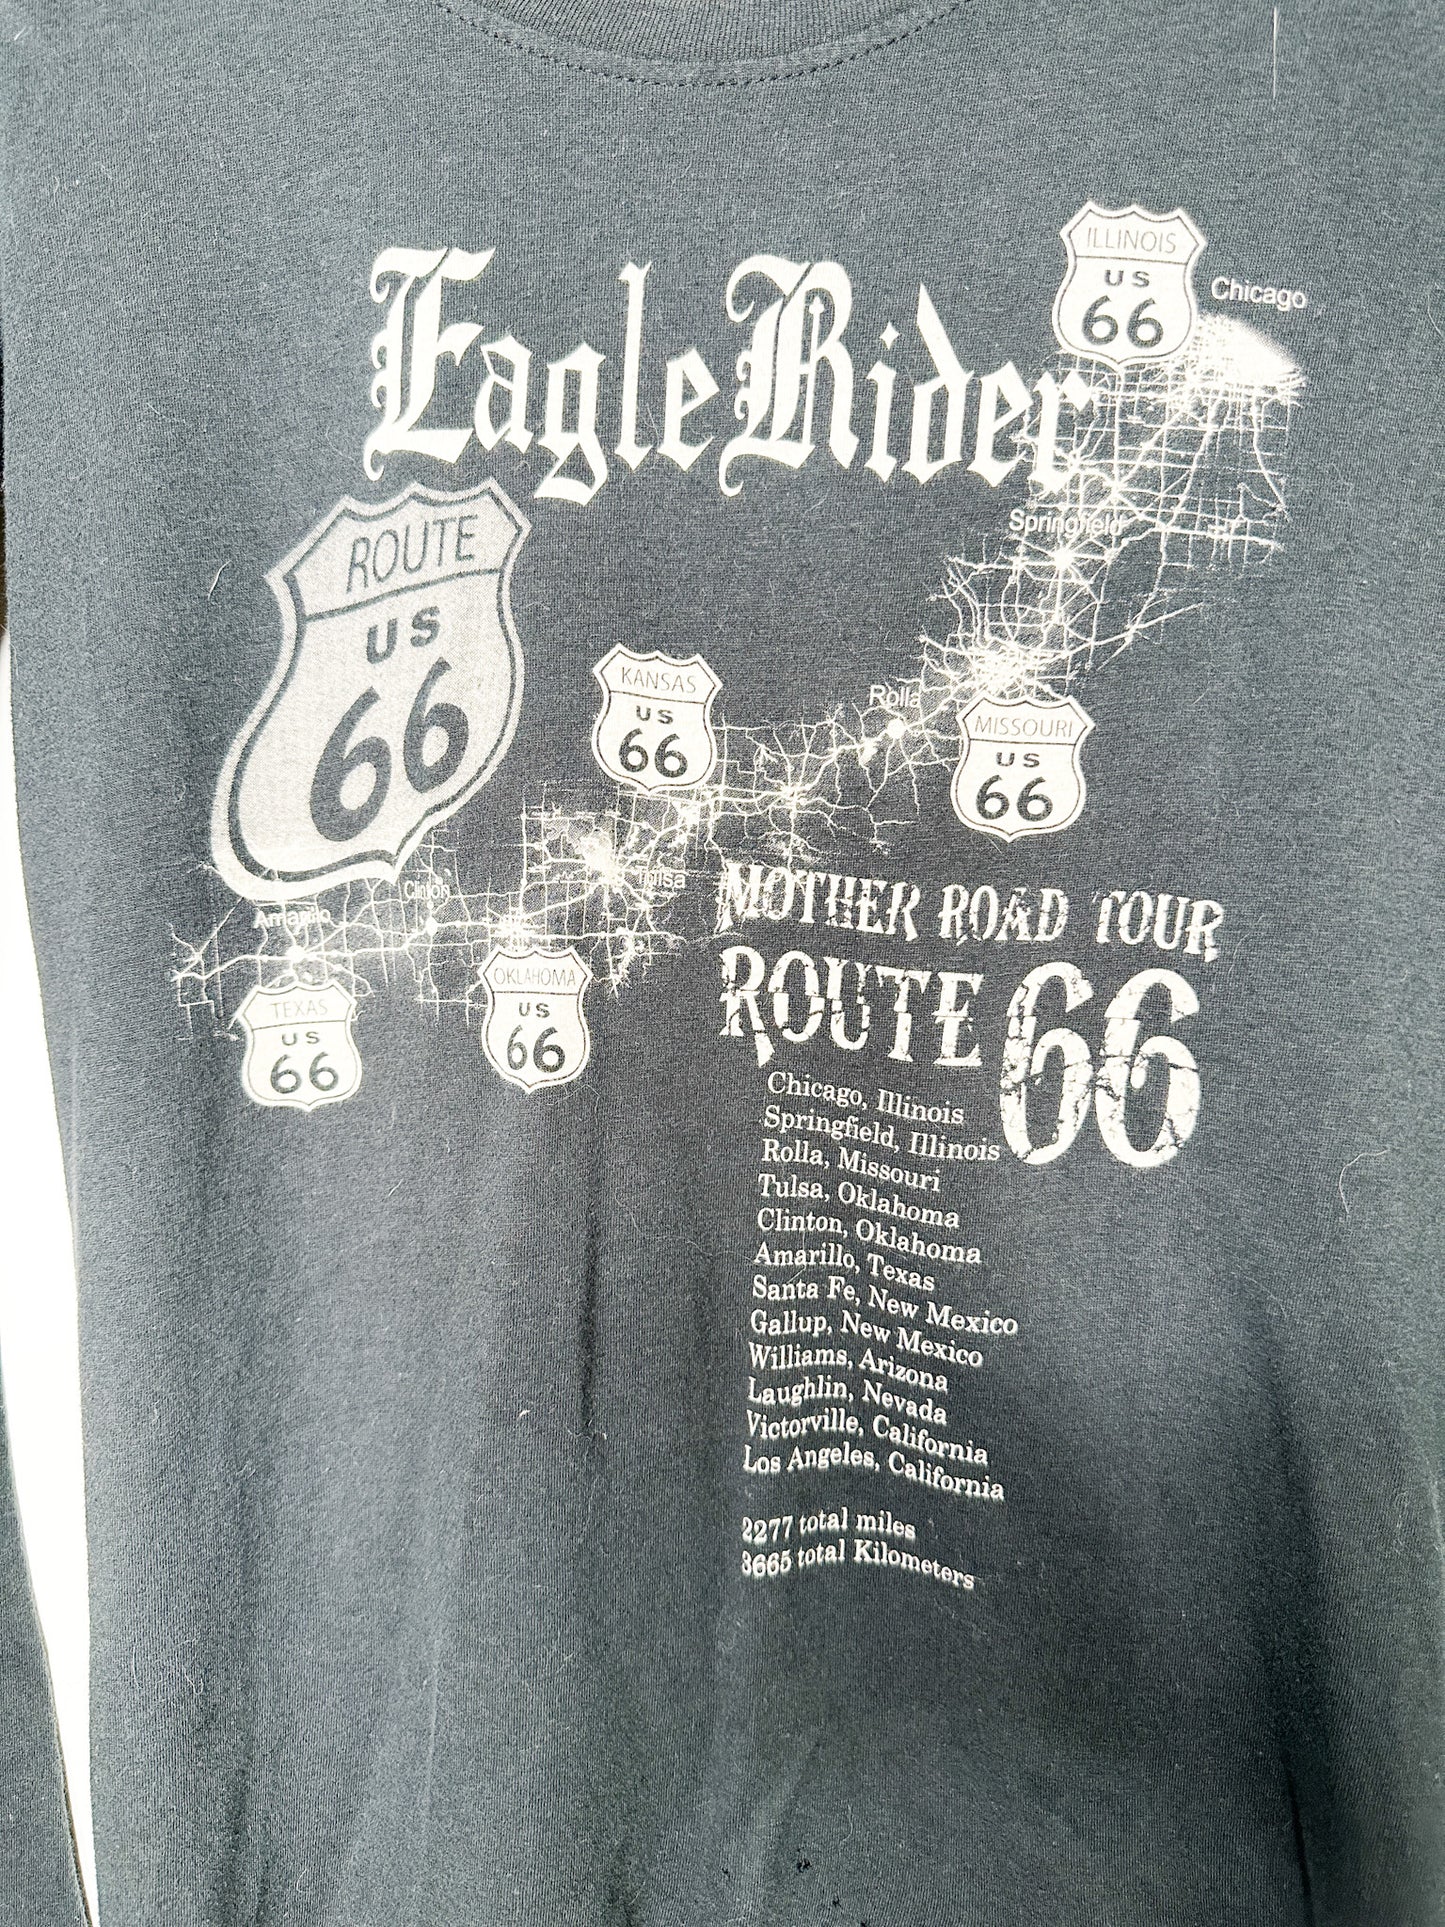 EagleRider
ILLINOIS
US
66
Chicago
Springfield
ROUTE
US
66
KANSAS
US
66
Rolla
MISSOURI
US
66
Tulsa
Clinton
Amarillo
OKLAHOMA
US
66
TEXAS
US
66
MOTHER ROAD TOUR
ROUTE 66
Chicago, Illinois
Springfield, Illinois
Rolla, Missouri
Tulsa, Oklahoma
Clinton, Oklahoma
Amarillo, Texas
Santa Fe, New Mexico
Gallup, New Mexico
Williams, Arizona
Laughlin, Nevada
Victorville, California
Los Angeles, California
2277 total miles
3665 total Kilometers